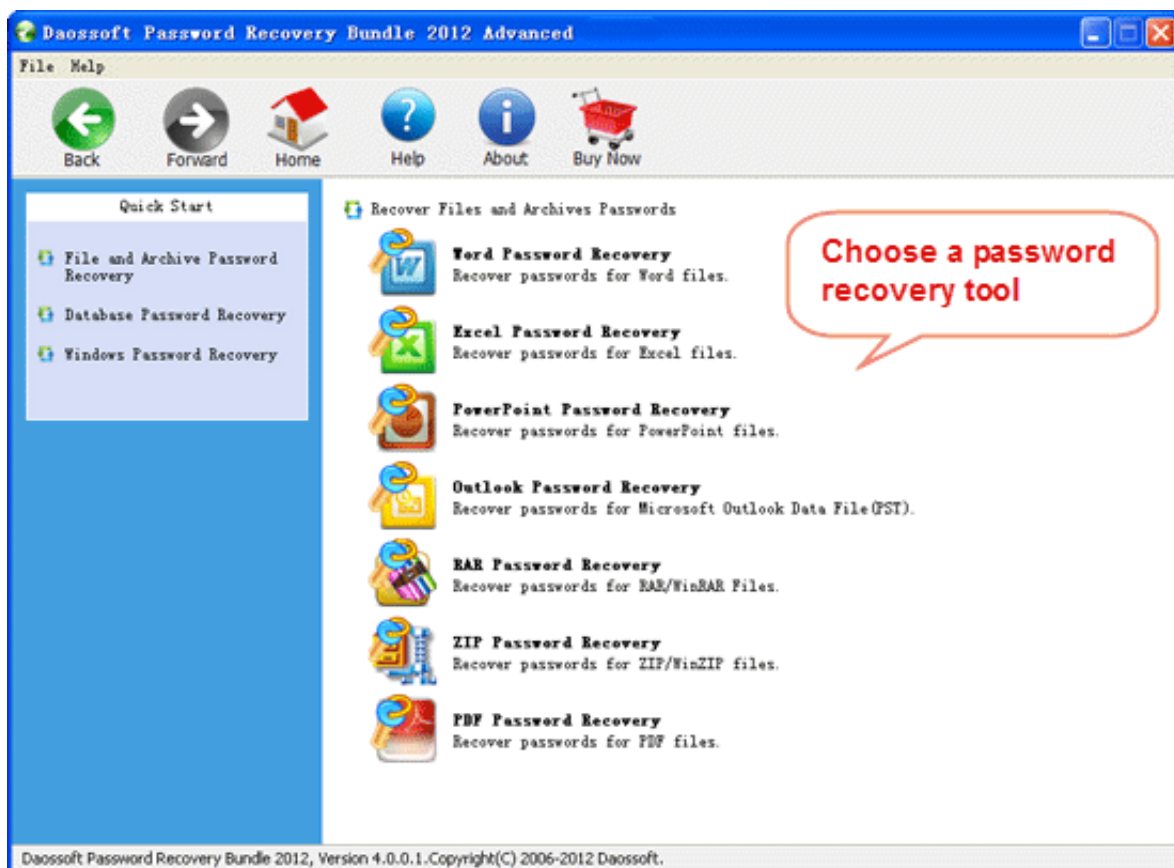 Daossoft Password Recovery Bundle 2012 Advanced
File Help
Back Forward Home Help About Buy Now
Quick Start
File and Archive Password
Recovery
Database Password Recovery
Windows Password Recovery
Recover Files and Archives Passwords
Word Password Recovery
Recover passwords for Word files.
Excel Password Recovery
Recover passwords for Excel files.
PowerPoint Password Recovery
Recover passwords for PowerPoint files.
Outlook Password Recovery
Recover passwords for Microsoft Outlook Data File(PST).
RAR Password Recovery
Recover passwords for RAR/WinRAR Files.
ZIP Password Recovery
Recover passwords for ZIP/WinZIP files.
PDF Password Recovery
Recover passwords for PDF files.
Choose a password
recovery tool
Daossoft Password Recovery Bundle 2012, Version 4.0.0.1.Copyright(C) 2006-2012 Daossoft.